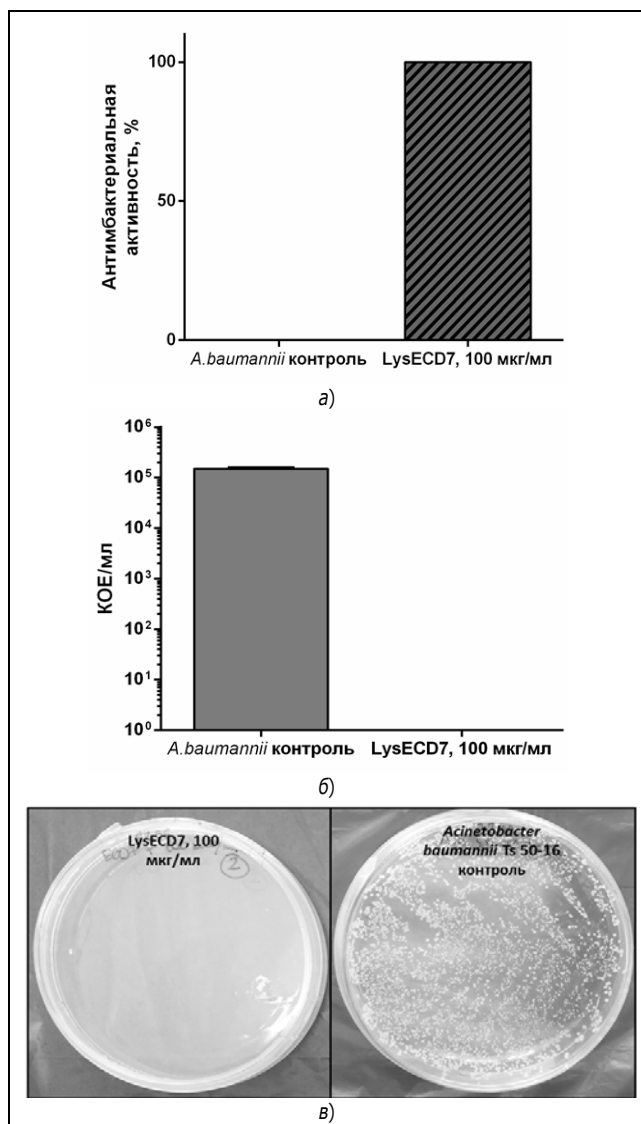 Антимбактериальная
активность, %
100
50
0
A.baumannii контроль LysECD7, 100 мкг/мл
а)
КОЕ/мл
10⁶
10⁵
10⁴
10³
10²
10¹
10⁰
A.baumannii контроль LysECD7, 100 мкг/мл
б)
LysECD7, 100
мкг/мл
2
Acinetobacter
baumannii Ts 50-16
контроль
в)